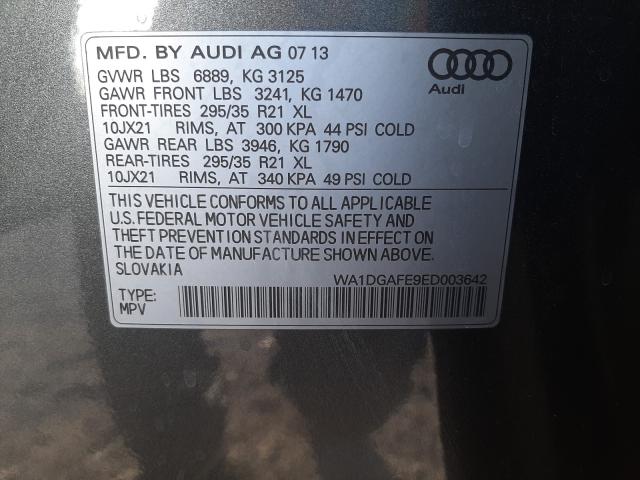 MFD. BY AUDI AG 07 13
GVWR LBS 6889, KG 3125
GAWR FRONT LBS 3241, KG 1470
FRONT-TIRES 295/35 R21 XL
10JX21 RIMS, AT 300 KPA 44 PSI COLD
GAWR REAR LBS 3946, KG 1790
REAR-TIRES 295/35 R21 XL
10JX21 RIMS, AT 340 KPA 49 PSI COLD
Audi
THIS VEHICLE CONFORMS TO ALL APPLICABLE
U.S. FEDERAL MOTOR VEHICLE SAFETY AND
THEFT PREVENTION STANDARDS IN EFFECT ON
THE DATE OF MANUFACTURE SHOWN ABOVE.
SLOVAKIA
WA1DGAFE9ED003642
TYPE:
MPV